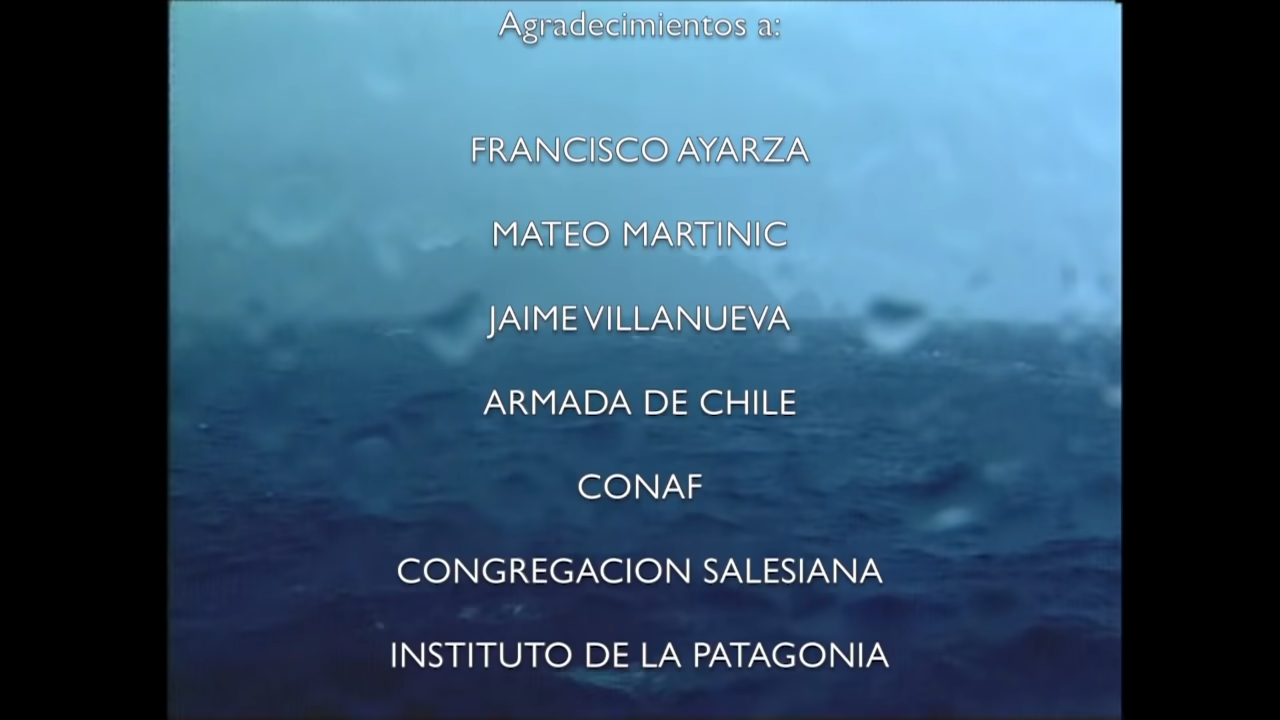 Agradecimientos a:
FRANCISCO AYARZA
MATEO MARTINIC
JAIME VILLANUEVA
ARMADA DE CHILE
CONAF
CONGREGACION SALESIANA
INSTITUTO DE LA PATAGONIA